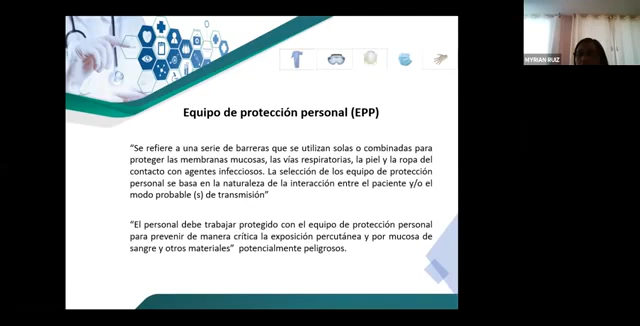 Equipo de protección personal (EPP)
“Se refiere a una serie de barreras que se utilizan solas o combinadas para
proteger las membranas mucosas, las vías respiratorias, la piel y la ropa del
contacto con agentes infecciosos. La selección de los equipo de protección
personal se basa en la naturaleza de la interacción entre el paciente y/o el
modo probable (s) de transmisión”
“El personal debe trabajar protegido con el equipo de protección personal
para prevenir de manera crítica la exposición percutánea y por mucosa de
sangre y otros materiales” potencialmente peligrosos.
MYRIAN RUIZ